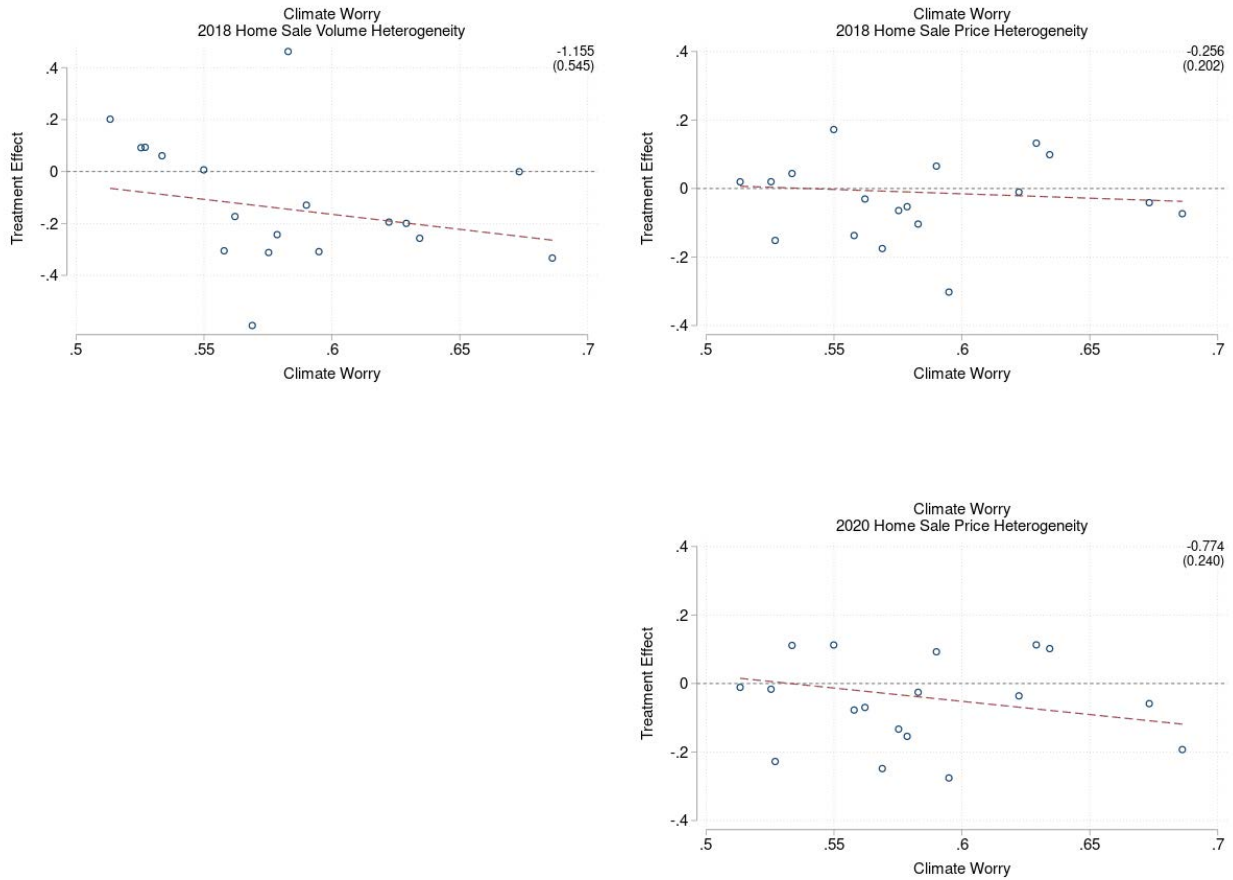 Climate Worry
2018 Home Sale Volume Heterogeneity
-1.155
(0.545)
.4
.2
0
-.2
-.4
Treatment Effect
.5 .55 .6 .65 .7
Climate Worry
Climate Worry
2018 Home Sale Price Heterogeneity
-0.256
(0.202)
.4
.2
0
-.2
-.4
Treatment Effect
.5 .55 .6 .65 .7
Climate Worry
Climate Worry
2020 Home Sale Price Heterogeneity
-0.774
(0.240)
.4
.2
0
-.2
-.4
Treatment Effect
.5 .55 .6 .65 .7
Climate Worry